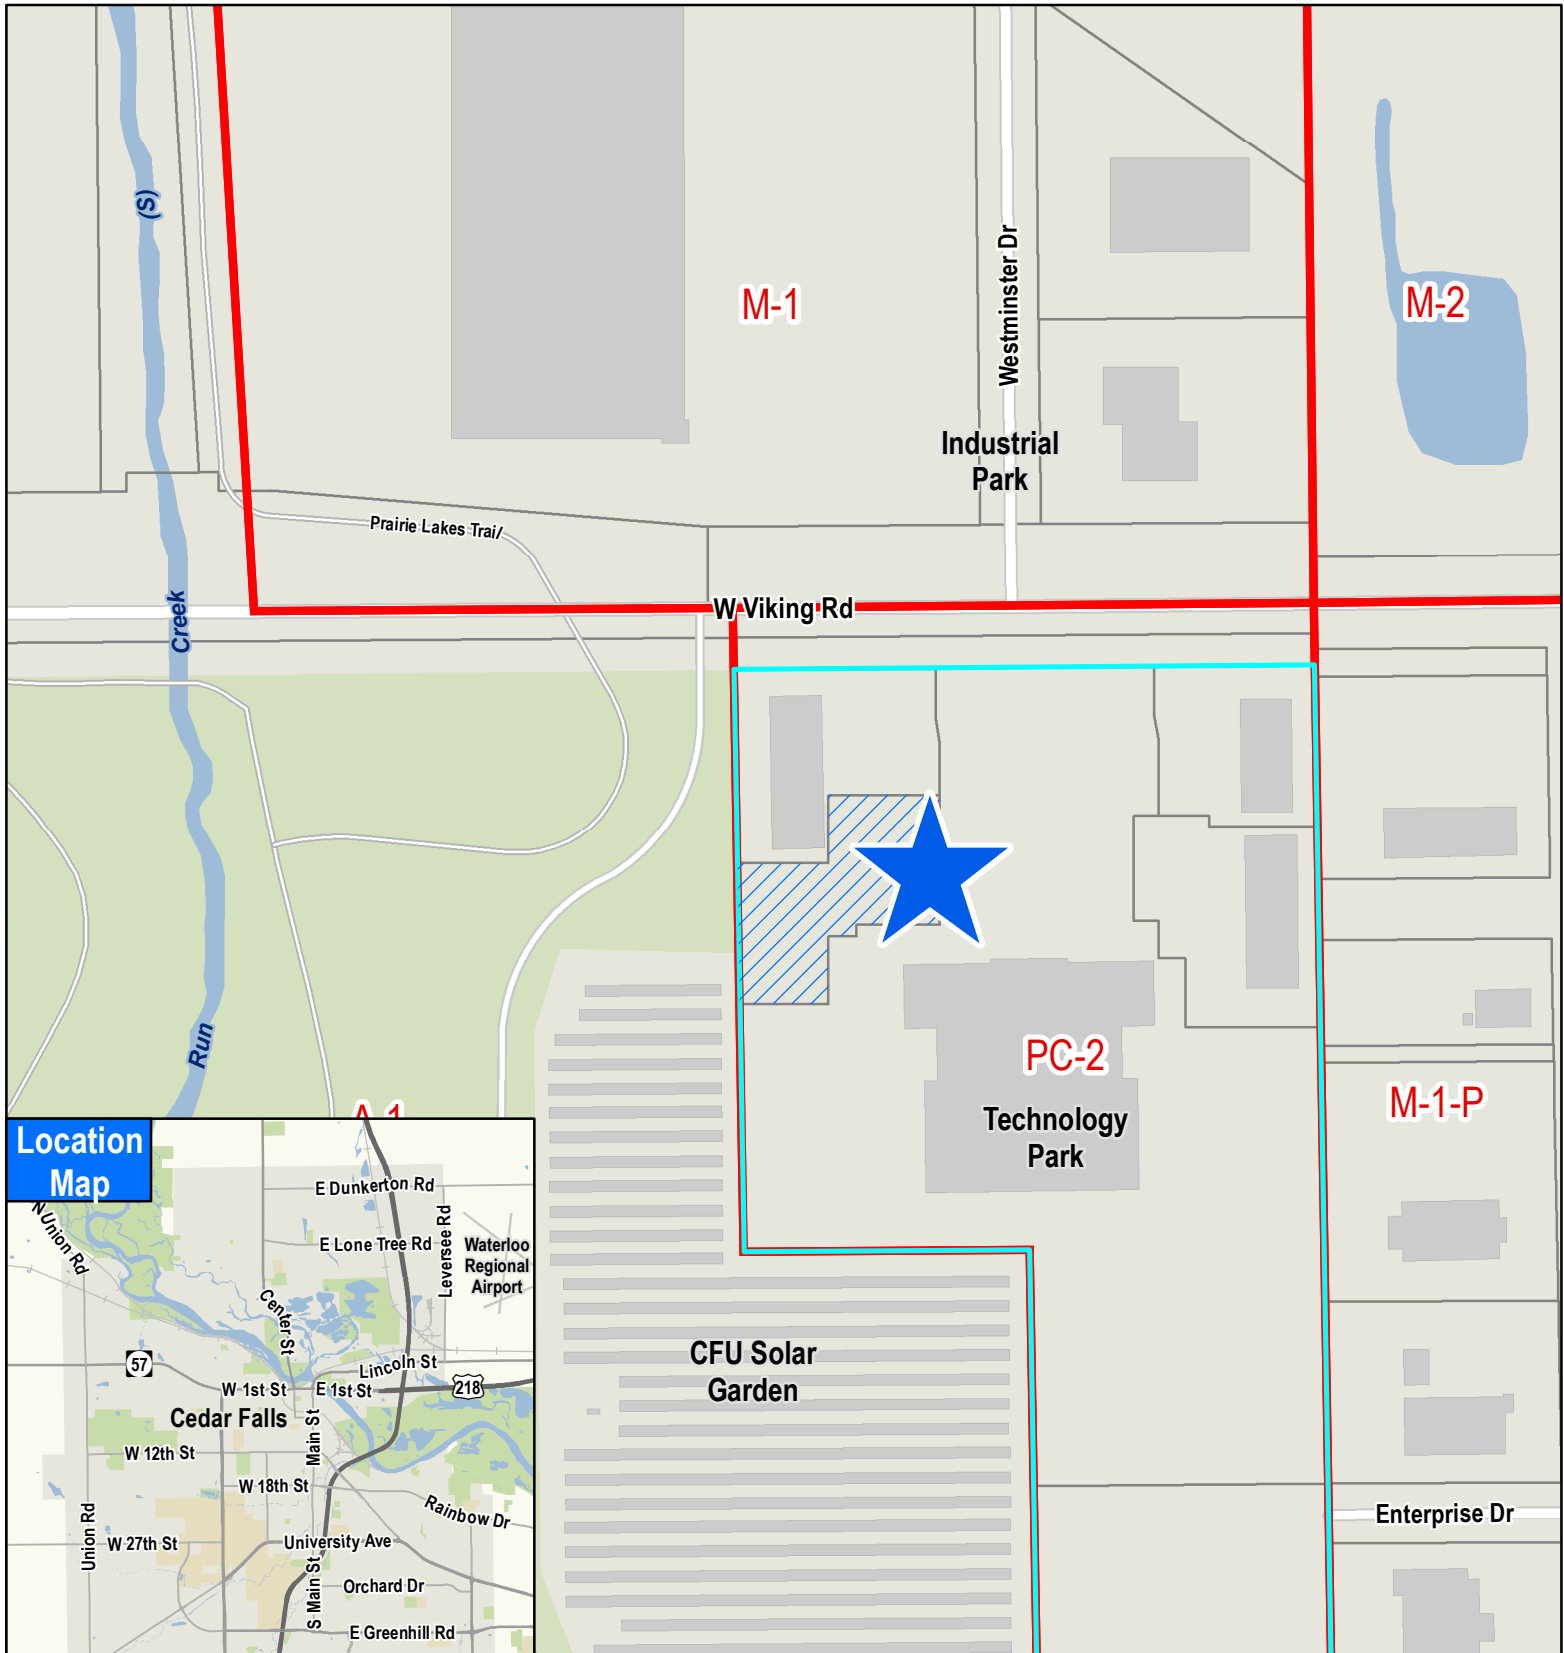 (S)
Westminster Dr
M-1
M-2
Industrial
Park
Prairie Lakes Trail
W Viking Rd
Creek
Run
PC-2
A-1
M-1-P
Technology
Park
CFU Solar
Garden
Enterprise Dr
Location
Map
E Dunkerton Rd
N Union Rd
E Lone Tree Rd
Leversee Rd
Waterloo
Regional
Airport
Center St
57
Lincoln St
W 1st St
E 1st St
218
Cedar Falls
Main St
W 12th St
W 18th St
Rainbow Dr
Union Rd
W 27th St
University Ave
S Main St
Orchard Dr
E Greenhill Rd